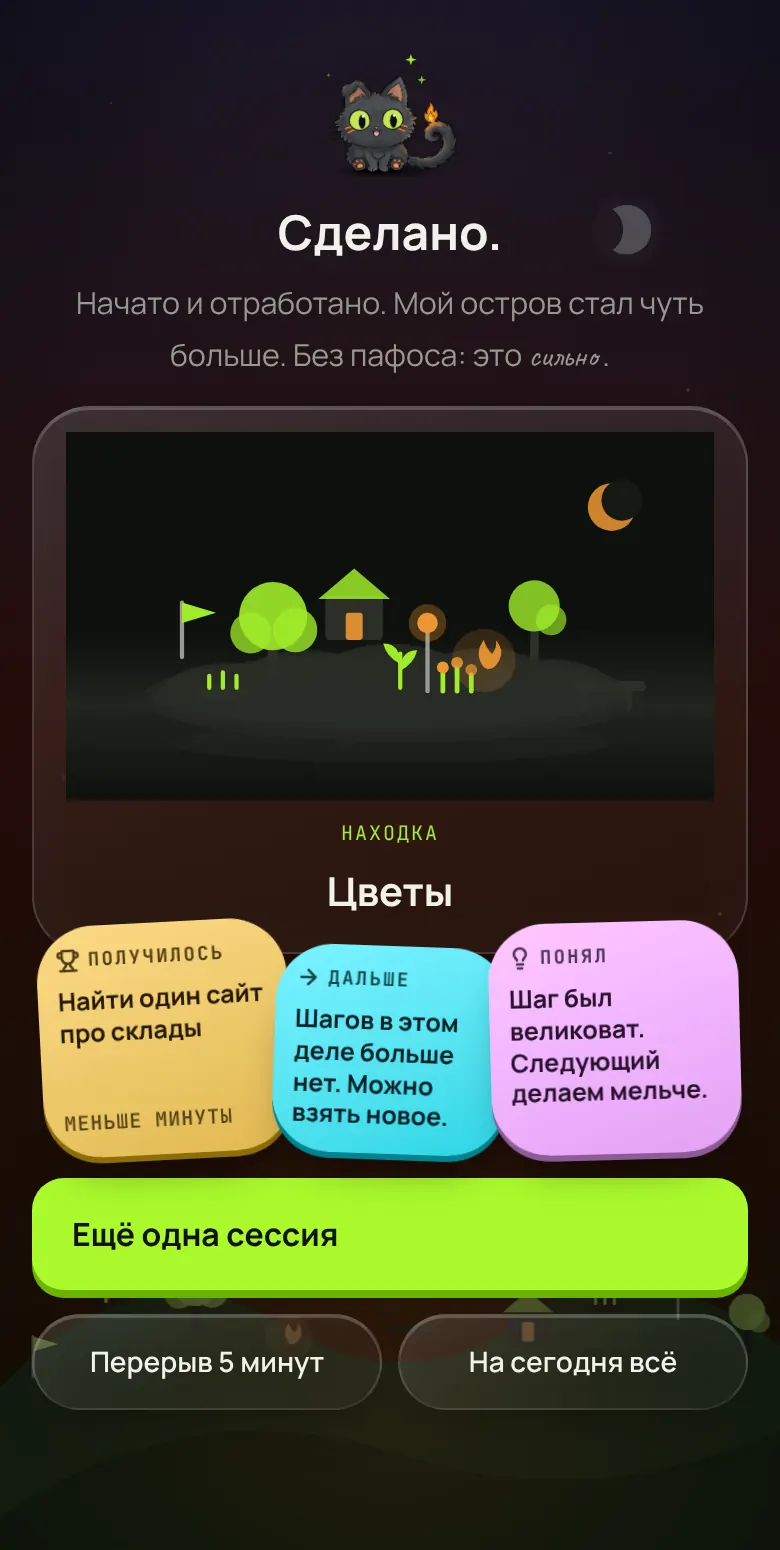 Сделано.
Начато и отработано. Мой остров стал чуть
больше. Без пафоса: это сильно.
НАХОДКА
Цветы
ПОЛУЧИЛОСЬ
Найти один сайт
про склады
МЕНЬШЕ МИНУТЫ
ДАЛЬШЕ
Шагов в этом
деле больше
нет. Можно
взять новое.
ПОНЯЛ
Шаг был
великоват.
Следующий
делаем мельче.
Ещё одна сессия
Перерыв 5 минут
На сегодня всё